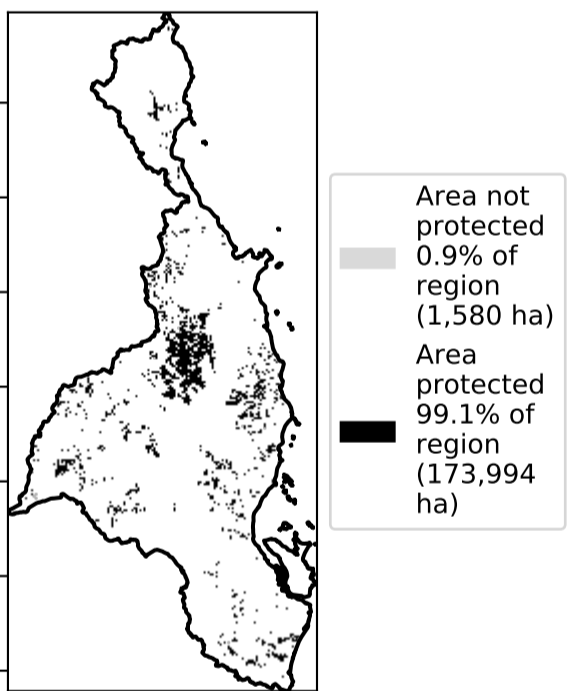 Area not
protected
0.9% of
region
(1,580 ha)
Area
protected
99.1% of
region
(173,994
ha)